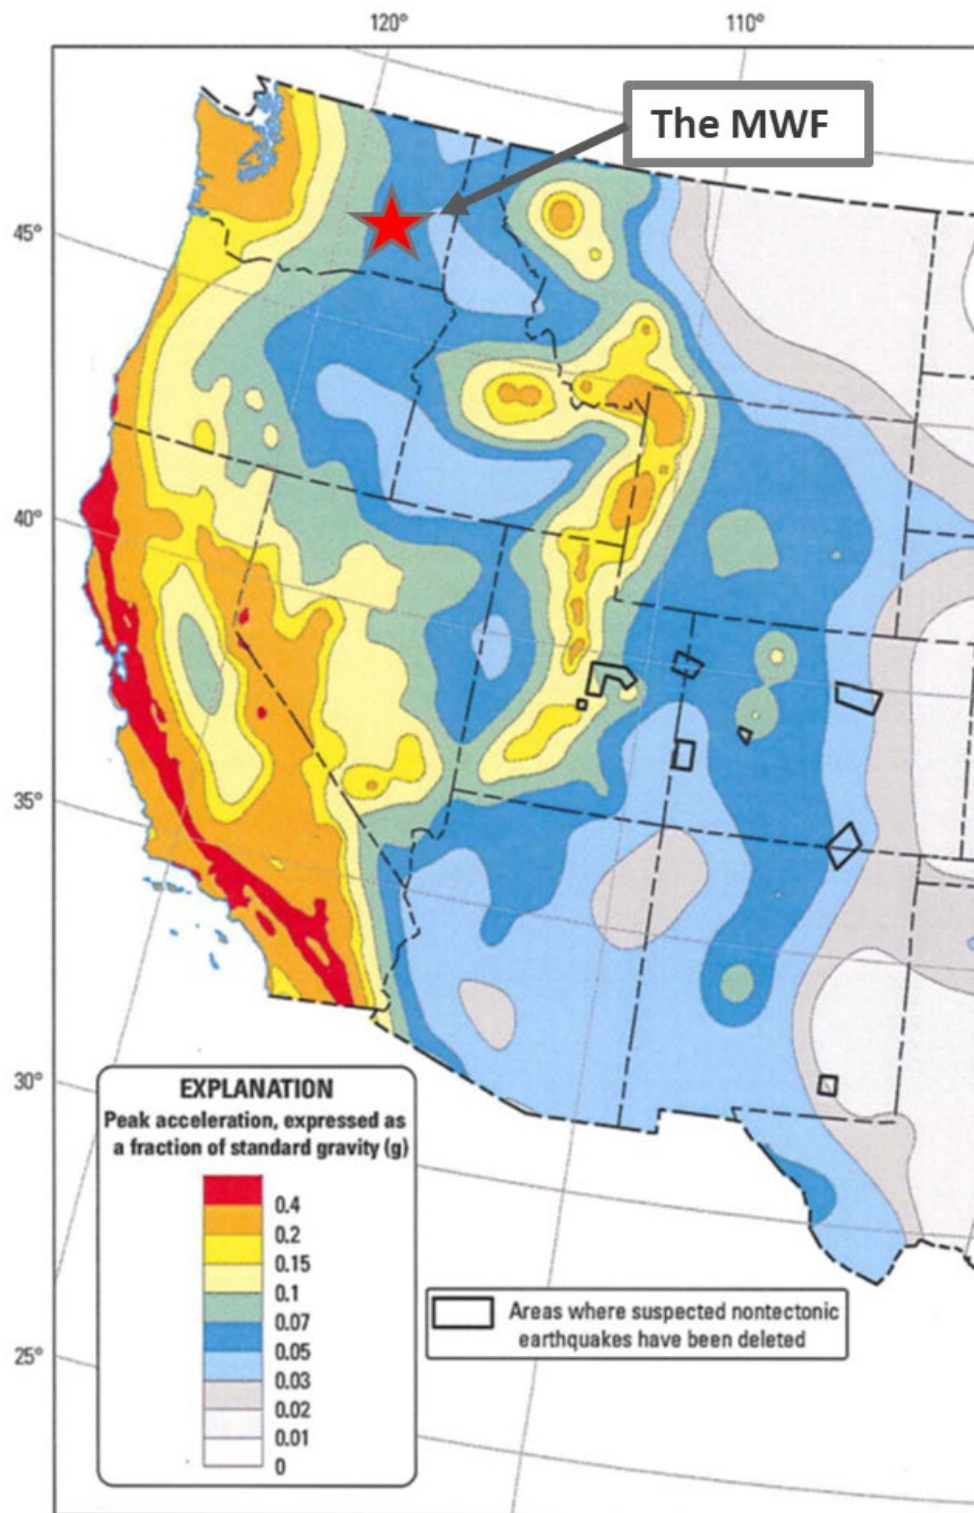 120°
110°
The MWF
45°
40°
35°
30°
25°
EXPLANATION
Peak acceleration, expressed as
a fraction of standard gravity (g)
0.4
0.2
0.15
0.1
0.07
0.05
0.03
0.02
0.01
0
Areas where suspected nontectonic
earthquakes have been deleted